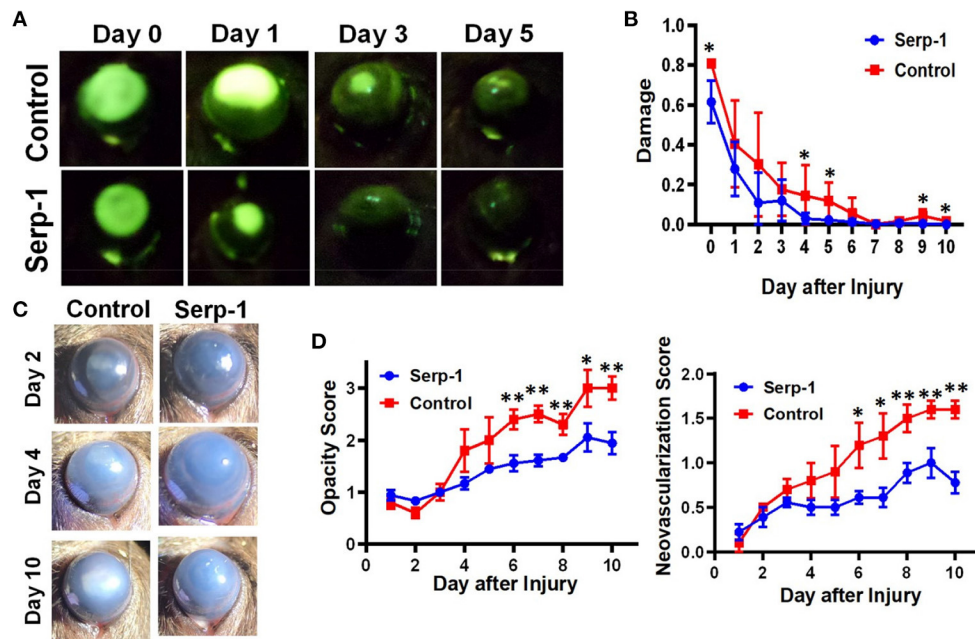 A
Day 0 Day 1 Day 3 Day 5
Control
Serp-1
B
Damage
1.0
0.8
0.6
0.4
0.2
0.0
* * * * *
Serp-1
Control
0 1 2 3 4 5 6 7 8 9 10
Day after Injury
C
Control Serp-1
Day 2
Day 4
Day 10
D
Opacity Score
3
2
1
0
Serp-1
Control
** ** ** * **
0 2 4 6 8 10
Day after Injury
Neovascularization Score
2.0
1.5
1.0
0.5
0.0
Serp-1
Control
* * ** ** **
0 2 4 6 8 10
Day after Injury